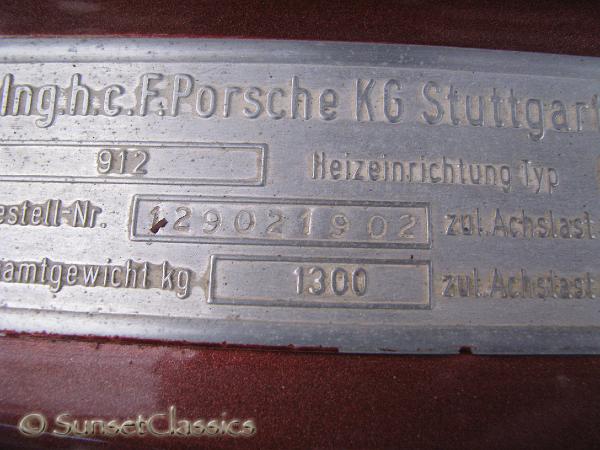 Ing.h.c.F.Porsche KG Stuttgar
912 Heizeinrichtung Typ
estell-Nr. 129021902 zul.Achslast
amtgewicht kg 1300 zul.Achslast
© SunsetClassics